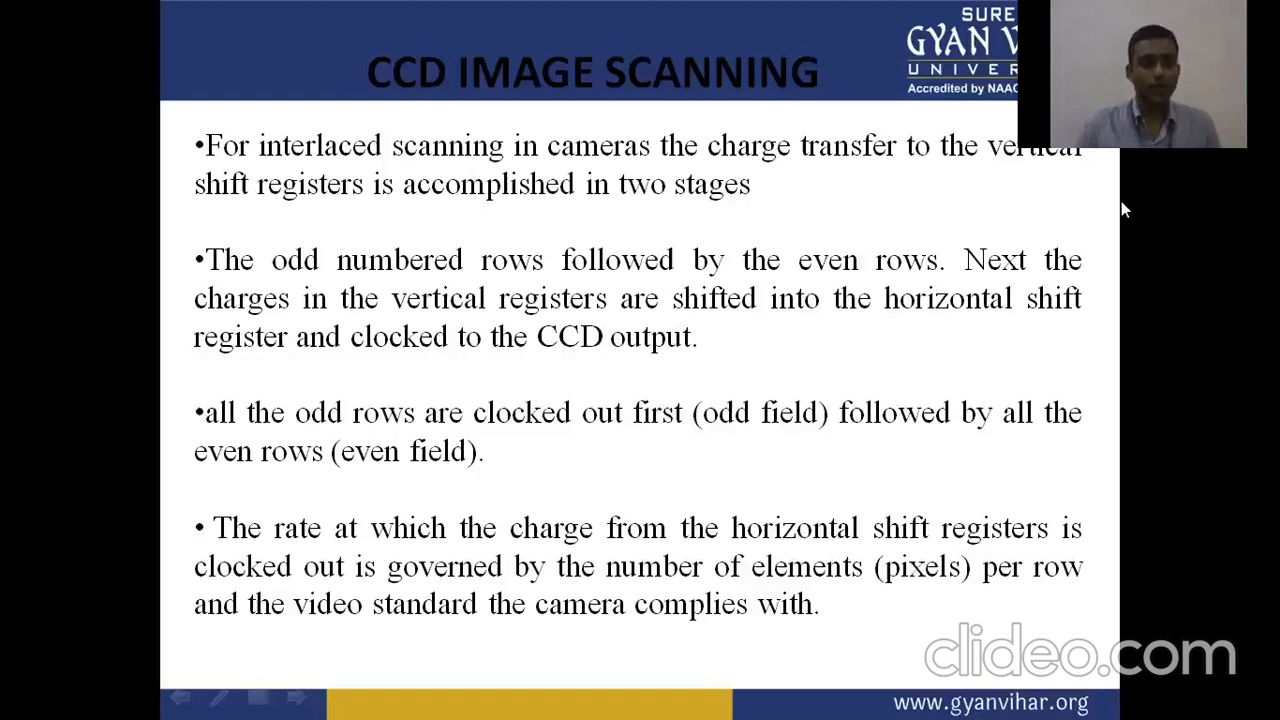 SURE
GYAN V
UNIVER
Accredited by NAAC
CCD IMAGE SCANNING
•For interlaced scanning in cameras the charge transfer to the vertical
shift registers is accomplished in two stages
•The odd numbered rows followed by the even rows. Next the
charges in the vertical registers are shifted into the horizontal shift
register and clocked to the CCD output.
•all the odd rows are clocked out first (odd field) followed by all the
even rows (even field).
• The rate at which the charge from the horizontal shift registers is
clocked out is governed by the number of elements (pixels) per row
and the video standard the camera complies with.
clideo.com
www.gyanvihar.org